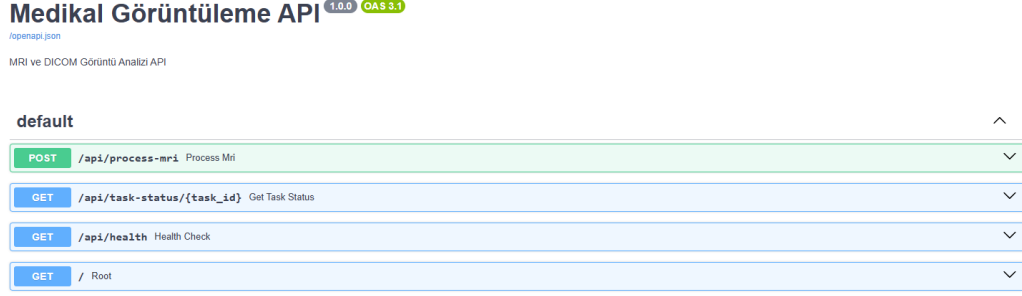 Medikal Görüntüleme API 1.0.0 OAS 3.1
/openapi.json
MRI ve DICOM Görüntü Analizi API
default
POST /api/process-mri Process Mri
GET /api/task-status/{task_id} Get Task Status
GET /api/health Health Check
GET / Root